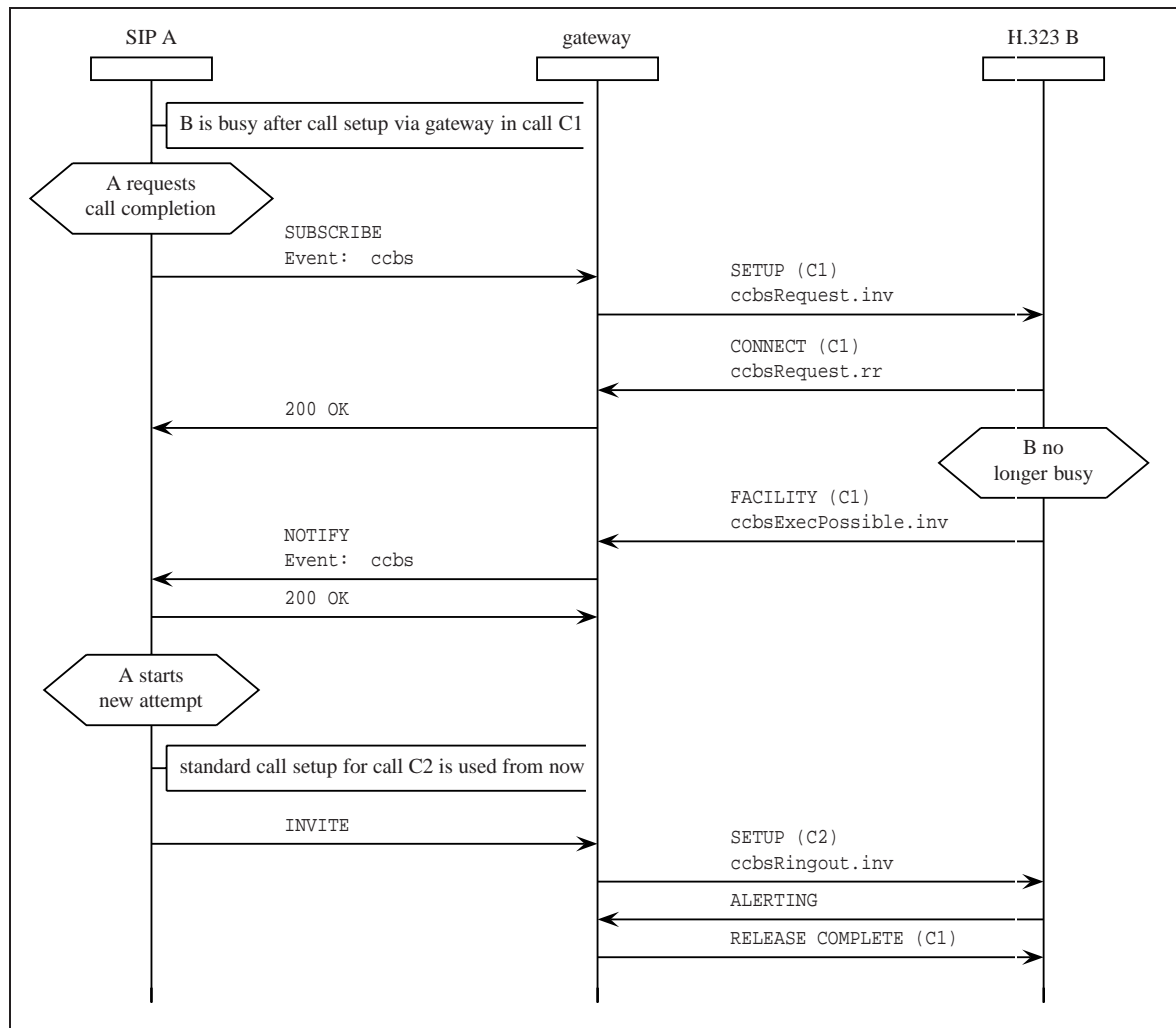 SIP A
gateway
H.323 B
B is busy after call setup via gateway in call C1
A requests
call completion
SUBSCRIBE
Event: ccbs
SETUP (C1)
ccbsRequest.inv
CONNECT (C1)
ccbsRequest.rr
200 OK
B no
longer busy
FACILITY (C1)
ccbsExecPossible.inv
NOTIFY
Event: ccbs
200 OK
A starts
new attempt
standard call setup for call C2 is used from now
INVITE
SETUP (C2)
ccbsRingout.inv
ALERTING
RELEASE COMPLETE (C1)